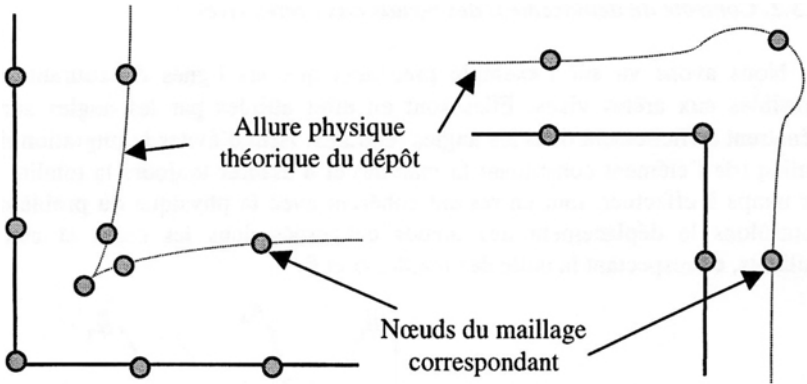 Allure physique
théorique du dépôt
Nœuds du maillage
correspondant